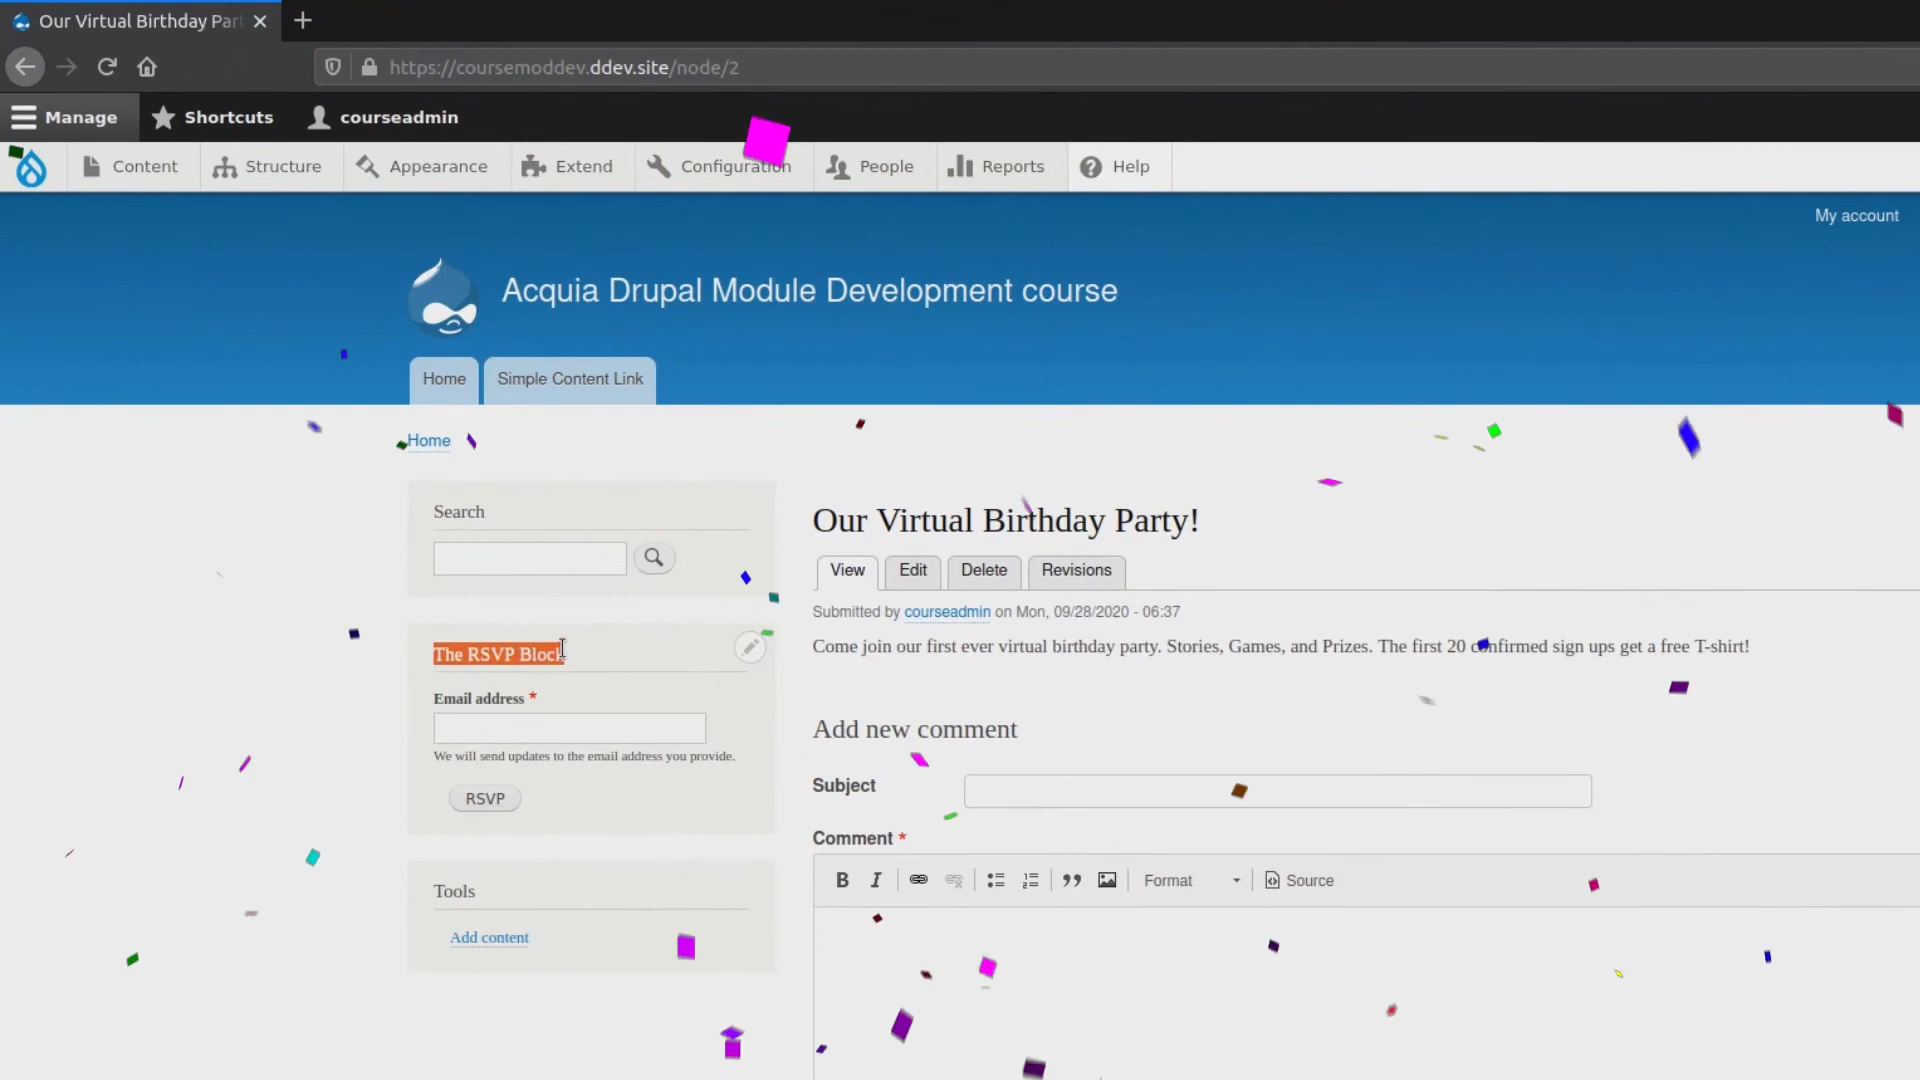 Our Virtual Birthday Par
https://coursemoddev.ddev.site/node/2
Manage Shortcuts courseadmin
Content Structure Appearance Extend Configuration People Reports Help
My account
Acquia Drupal Module Development course
Home Simple Content Link
Home
Search
The RSVP Block
Email address *
We will send updates to the email address you provide.
RSVP
Tools
Add content
Our Virtual Birthday Party!
View Edit Delete Revisions
Submitted by courseadmin on Mon, 09/28/2020 - 06:37
Come join our first ever virtual birthday party. Stories, Games, and Prizes. The first 20 confirmed sign ups get a free T-shirt!
Add new comment
Subject
Comment *
B I Format Source